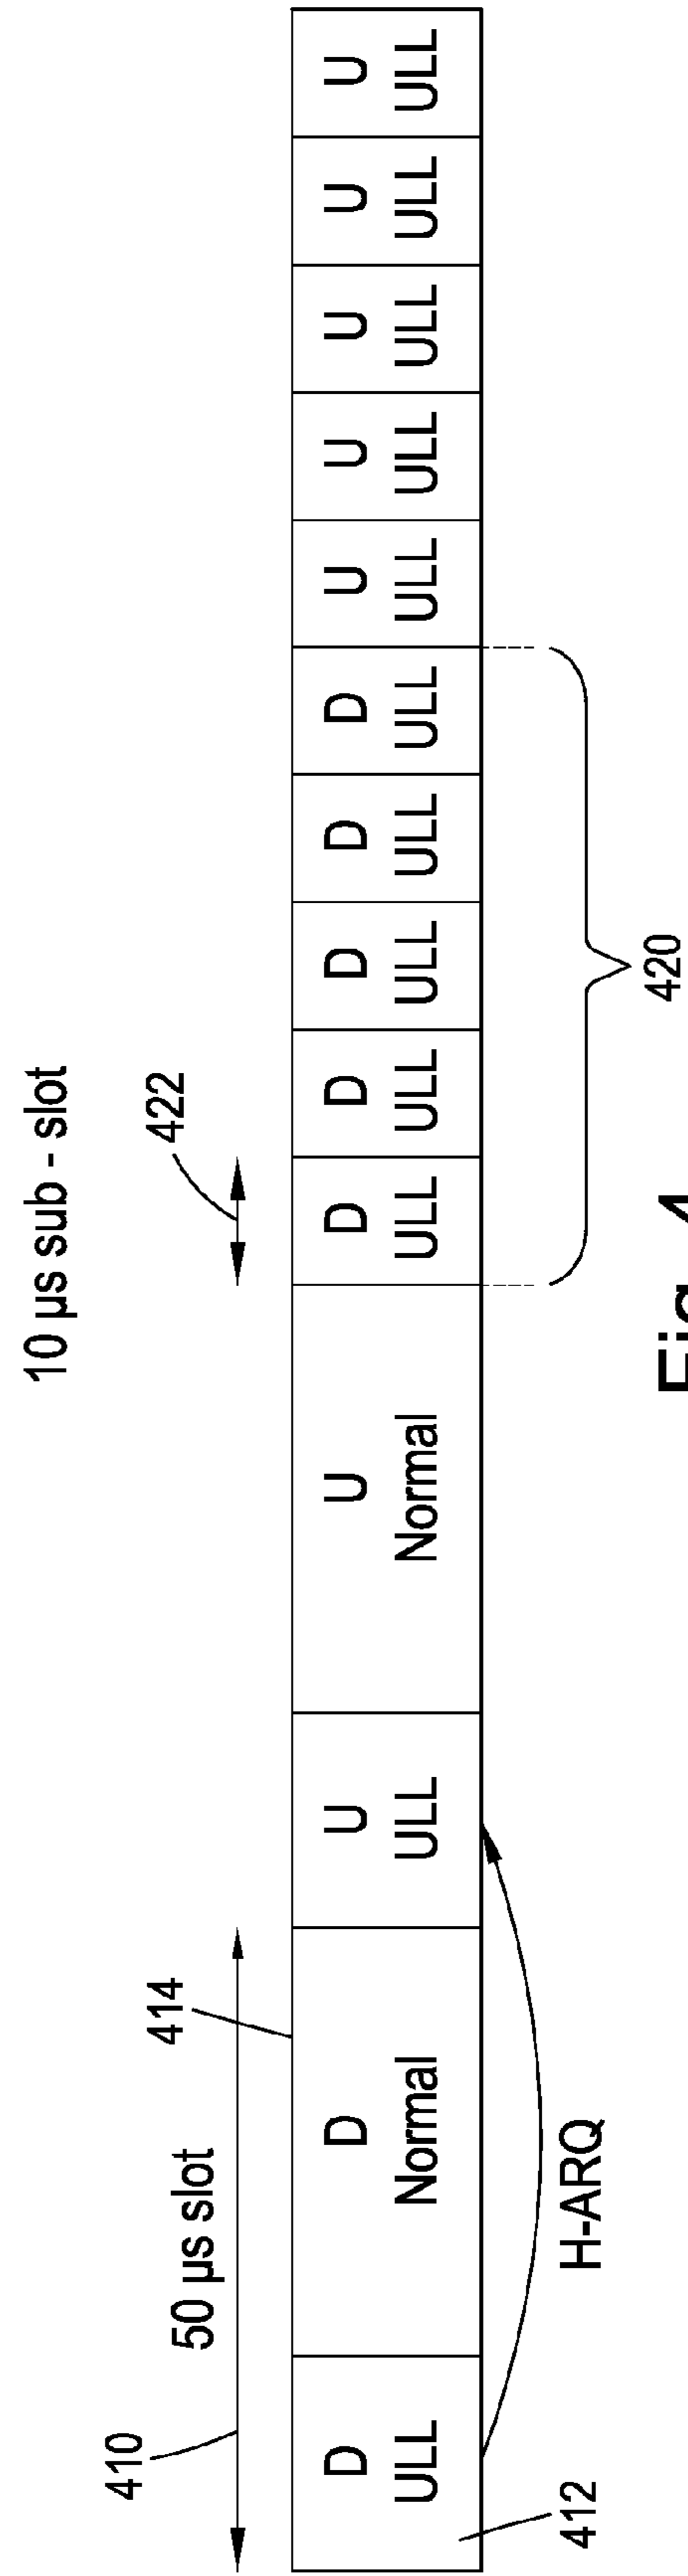 10 µs sub - slot
410
50 µs slot
414
422
D
ULL
D
Normal
U
ULL
U
Normal
D
ULL
D
ULL
D
ULL
D
ULL
D
ULL
U
ULL
U
ULL
U
ULL
U
ULL
U
ULL
412
H-ARQ
420
Fig. 4